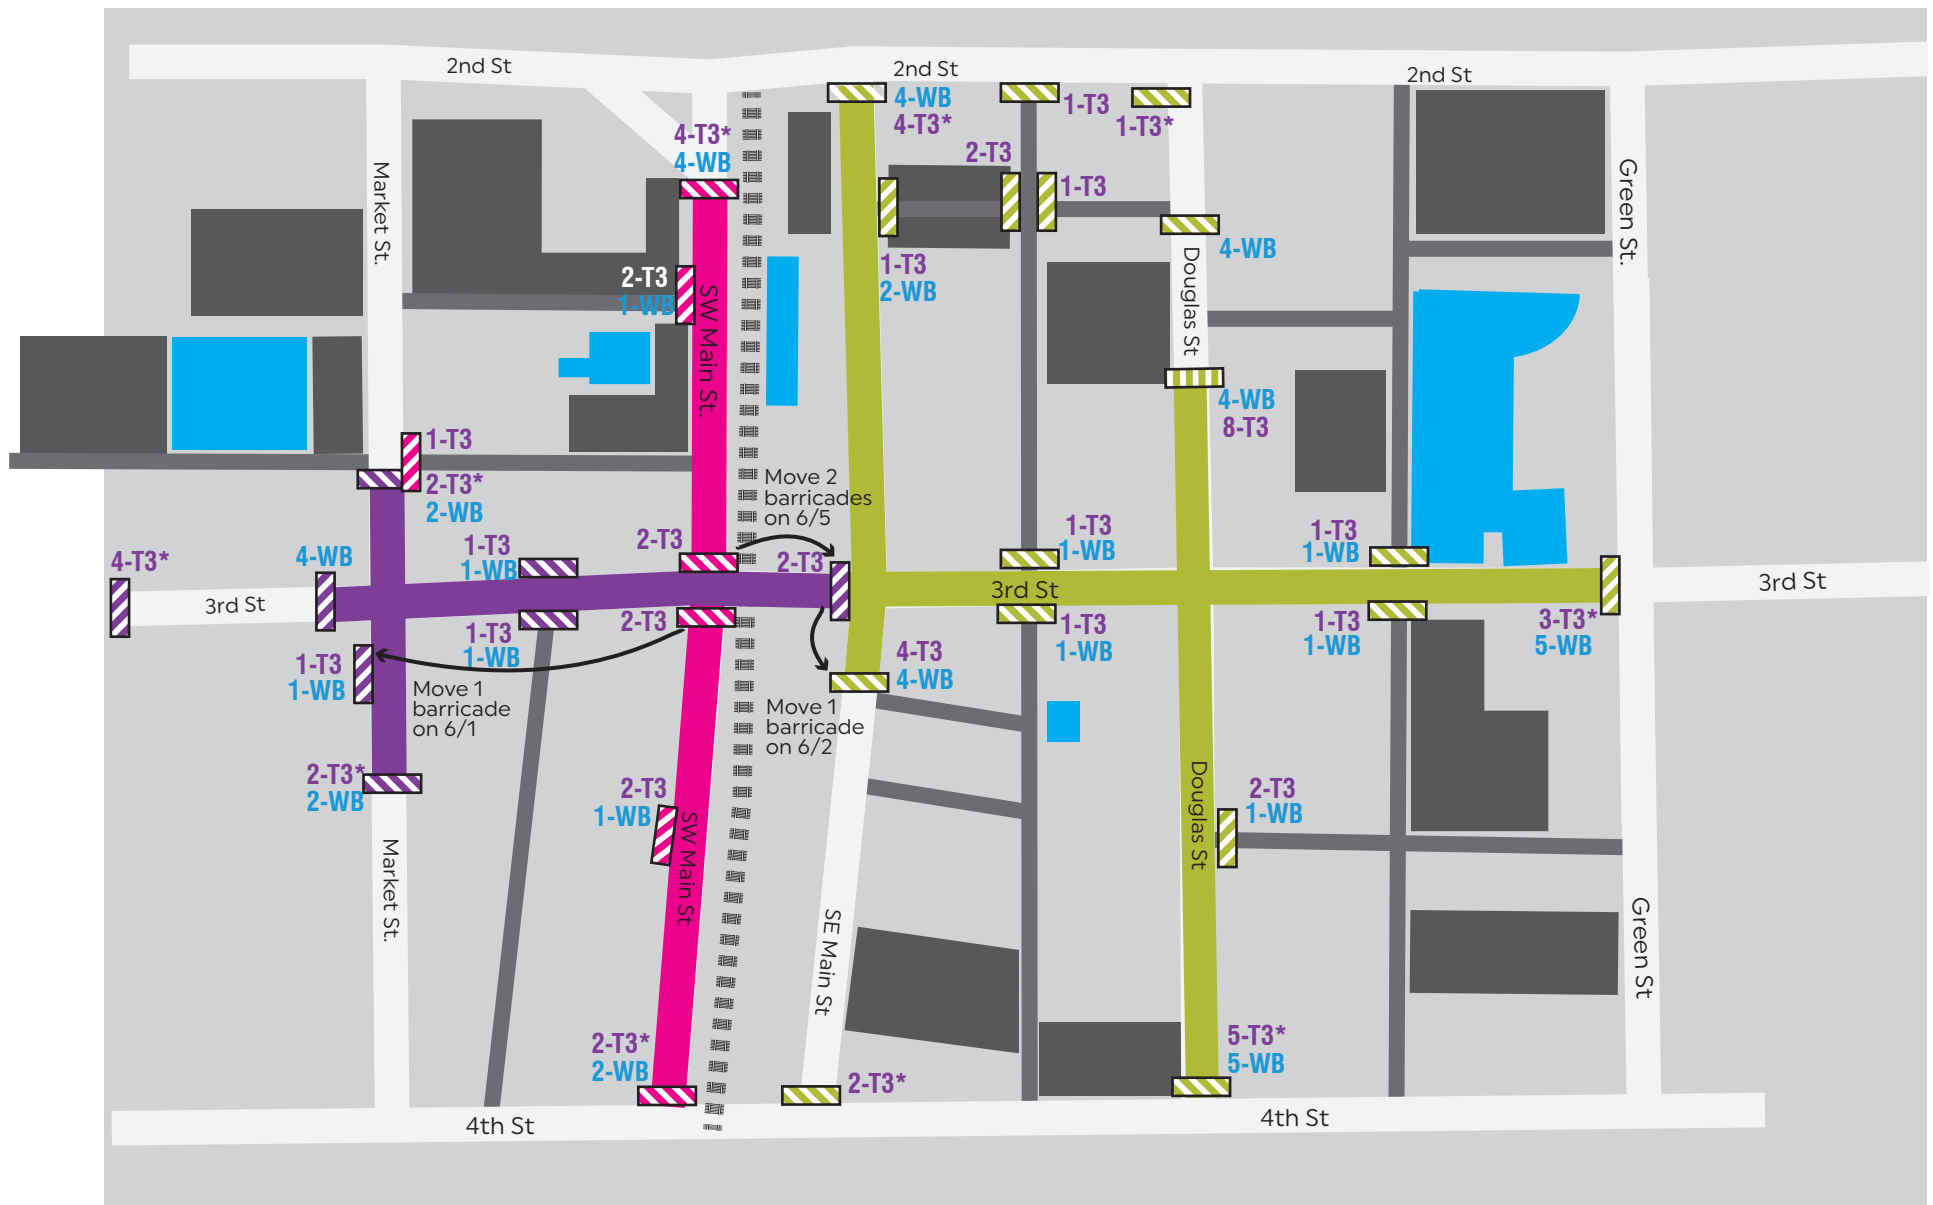 2nd St
2nd St
2nd St
4-WB
4-T3*
1-T3
1-T3*
4-T3*
4-WB
2-T3
1-T3
Market St.
Green St.
4-WB
Douglas St
1-T3
2-WB
2-T3
1-WB
SW Main St.
4-WB
8-T3
1-T3
2-T3*
2-WB
Move 2
barricades
on 6/5
4-T3*
4-WB
1-T3
1-WB
2-T3
2-T3
1-T3
1-WB
1-T3
1-WB
3rd St
3rd St
3rd St
1-T3
1-WB
2-T3
1-T3
1-WB
1-T3
1-WB
3-T3*
5-WB
1-T3
1-WB
4-T3
4-WB
Move 1
barricade
on 6/1
Move 1
barricade
on 6/2
2-T3*
2-WB
2-T3
1-WB
Douglas St
2-T3
1-WB
Market St.
SW Main St
SE Main St
Green St
2-T3*
2-WB
2-T3*
5-T3*
5-WB
4th St
4th St